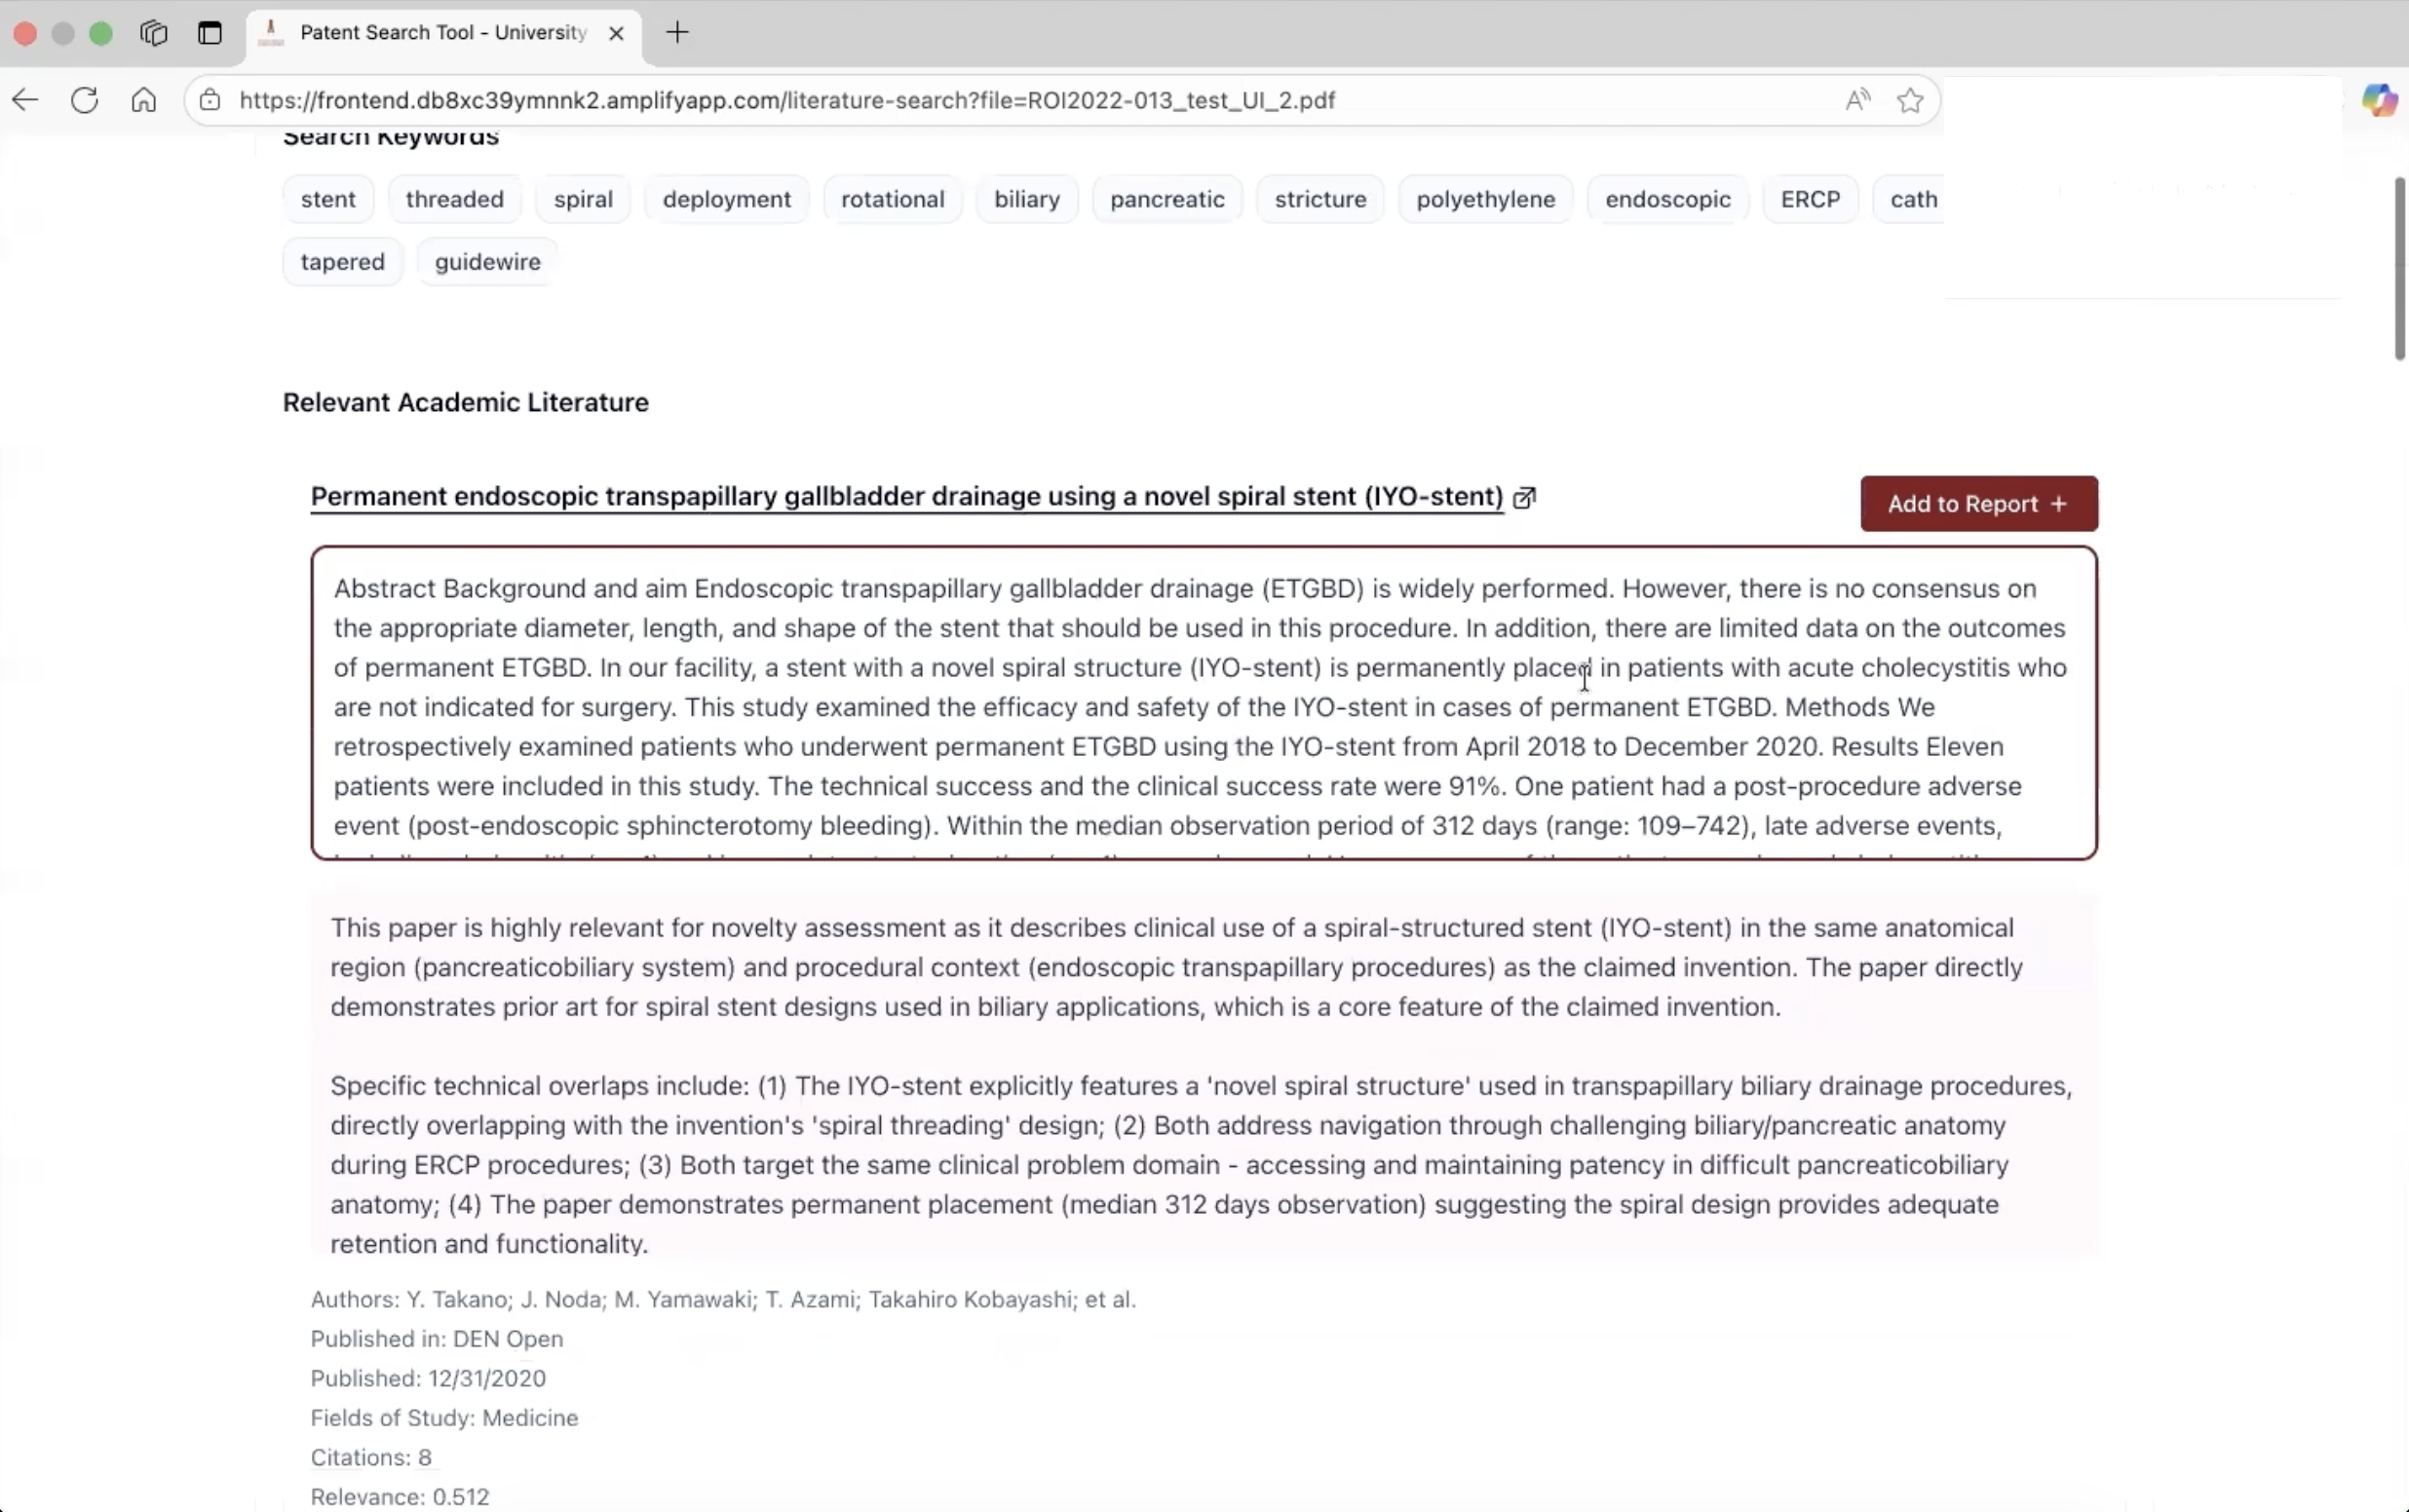 Patent Search Tool - University
https://frontend.db8xc39ymnnk2.amplifyapp.com/literature-search?file=ROI2022-013_test_UI_2.pdf
Search Keywords
stent threaded spiral deployment rotational biliary pancreatic stricture polyethylene endoscopic ERCP cath
tapered guidewire
Relevant Academic Literature
Permanent endoscopic transpapillary gallbladder drainage using a novel spiral stent (IYO-stent)
Add to Report +
Abstract Background and aim Endoscopic transpapillary gallbladder drainage (ETGBD) is widely performed. However, there is no consensus on
the appropriate diameter, length, and shape of the stent that should be used in this procedure. In addition, there are limited data on the outcomes
of permanent ETGBD. In our facility, a stent with a novel spiral structure (IYO-stent) is permanently placed in patients with acute cholecystitis who
are not indicated for surgery. This study examined the efficacy and safety of the IYO-stent in cases of permanent ETGBD. Methods We
retrospectively examined patients who underwent permanent ETGBD using the IYO-stent from April 2018 to December 2020. Results Eleven
patients were included in this study. The technical success and the clinical success rate were 91%. One patient had a post-procedure adverse
event (post-endoscopic sphincterotomy bleeding). Within the median observation period of 312 days (range: 109–742), late adverse events,
This paper is highly relevant for novelty assessment as it describes clinical use of a spiral-structured stent (IYO-stent) in the same anatomical
region (pancreaticobiliary system) and procedural context (endoscopic transpapillary procedures) as the claimed invention. The paper directly
demonstrates prior art for spiral stent designs used in biliary applications, which is a core feature of the claimed invention.
Specific technical overlaps include: (1) The IYO-stent explicitly features a 'novel spiral structure' used in transpapillary biliary drainage procedures,
directly overlapping with the invention's 'spiral threading' design; (2) Both address navigation through challenging biliary/pancreatic anatomy
during ERCP procedures; (3) Both target the same clinical problem domain - accessing and maintaining patency in difficult pancreaticobiliary
anatomy; (4) The paper demonstrates permanent placement (median 312 days observation) suggesting the spiral design provides adequate
retention and functionality.
Authors: Y. Takano; J. Noda; M. Yamawaki; T. Azami; Takahiro Kobayashi; et al.
Published in: DEN Open
Published: 12/31/2020
Fields of Study: Medicine
Citations: 8
Relevance: 0.512